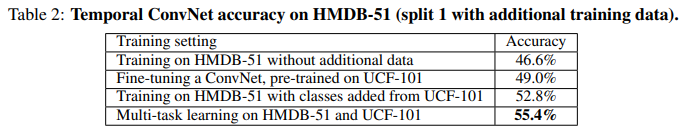 Table 2: Temporal ConvNet accuracy on HMDB-51 (split 1 with additional training data).
Training setting Accuracy
Training on HMDB-51 without additional data 46.6%
Fine-tuning a ConvNet, pre-trained on UCF-101 49.0%
Training on HMDB-51 with classes added from UCF-101 52.8%
Multi-task learning on HMDB-51 and UCF-101 55.4%